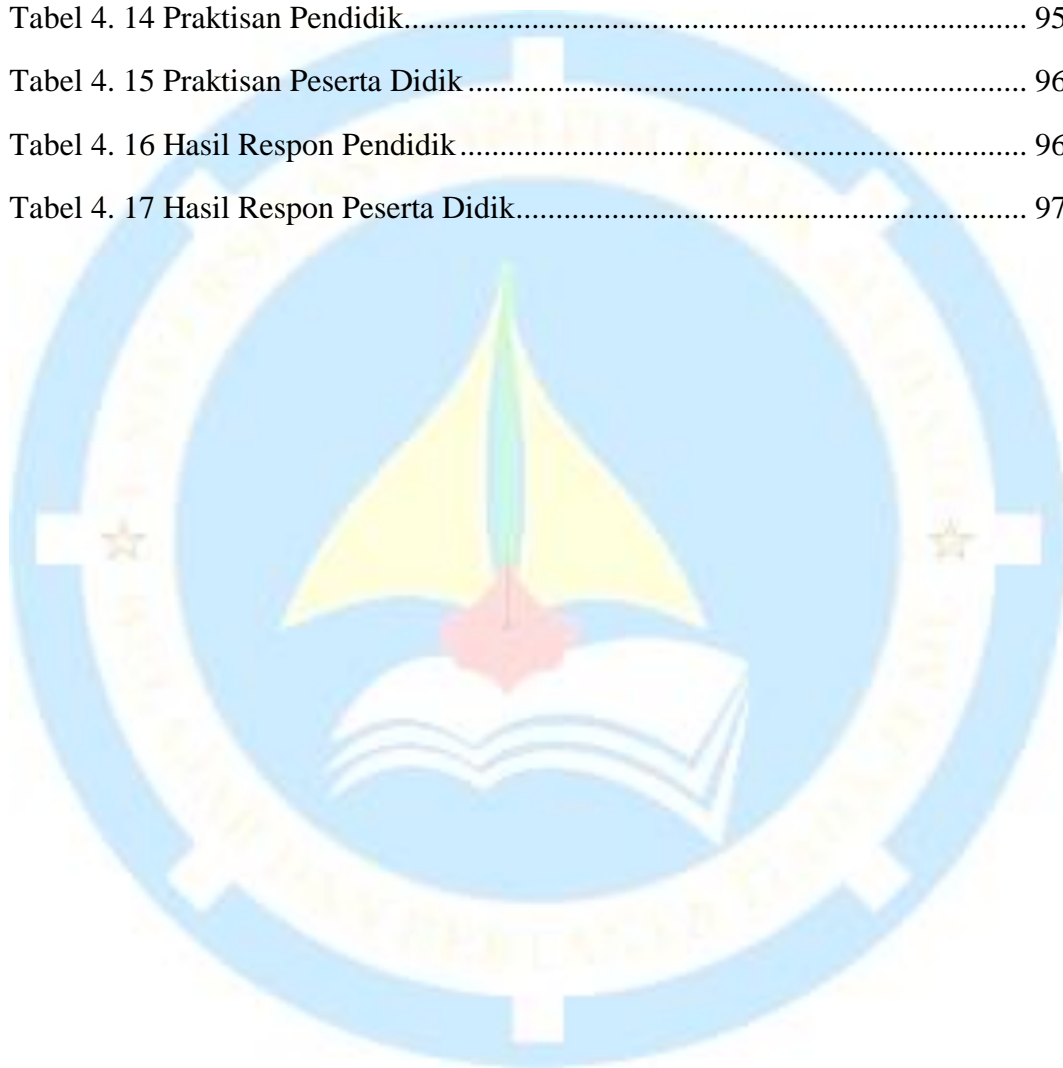 Tabel 4. 14 Praktisan Pendidik............................................................................. 95
Tabel 4. 15 Praktisan Peserta Didik ..................................................................... 96
Tabel 4. 16 Hasil Respon Pendidik ...................................................................... 96
Tabel 4. 17 Hasil Respon Peserta Didik............................................................... 97